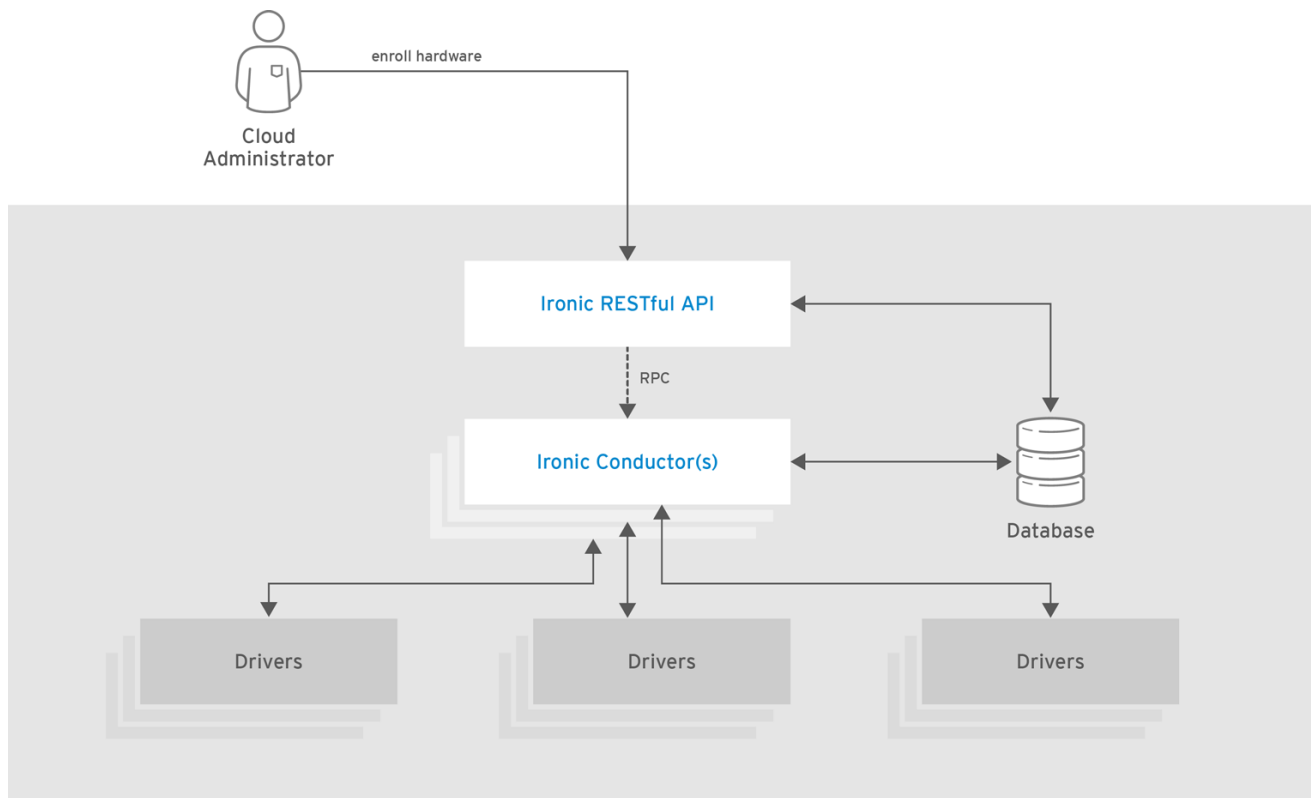 enroll hardware
Cloud
Administrator
Ironic RESTful API
RPC
Ironic Conductor(s)
Database
Drivers
Drivers
Drivers